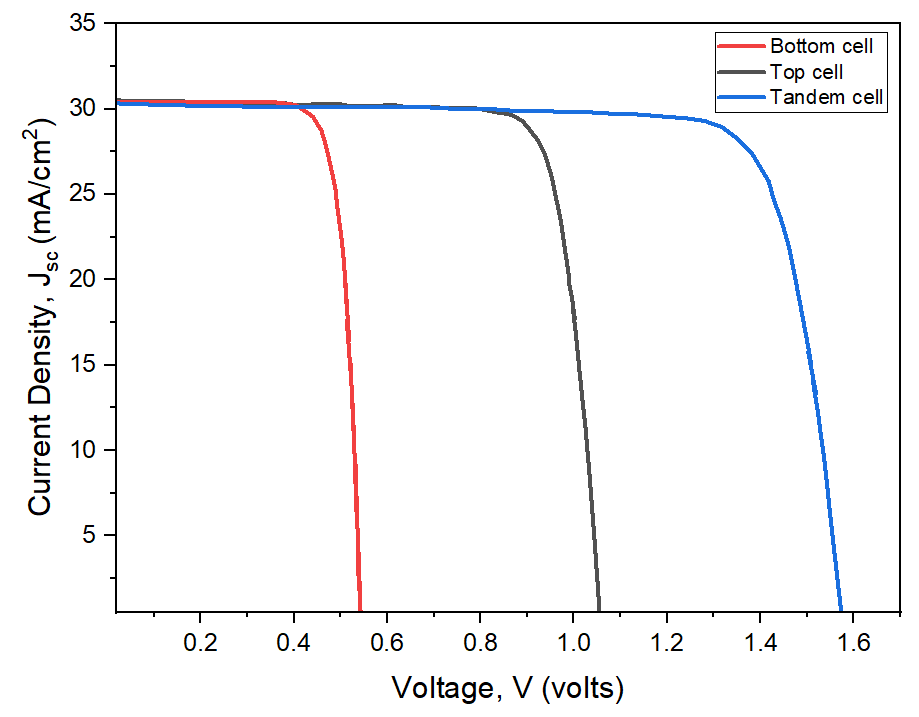 35
30
25
20
15
10
5
Current Density, Jsc (mA/cm2)
Bottom cell
Top cell
Tandem cell
0.2 0.4 0.6 0.8 1.0 1.2 1.4 1.6
Voltage, V (volts)